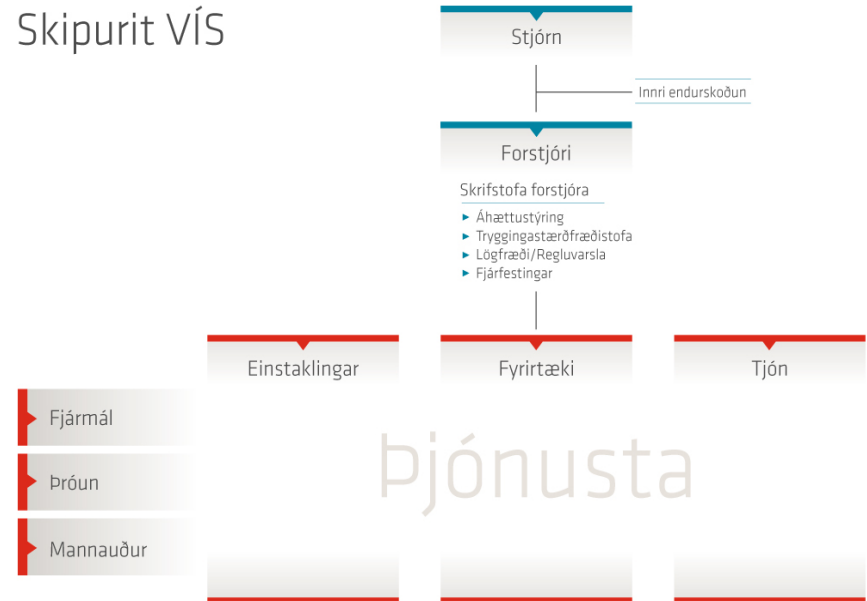 Skipurit VÍS
Stjórn
Innri endurskoðun
Forstjóri
Skrifstofa forstjóra
Áhættustýring
Tryggingastærðfræðistofa
Lögfræði/Regluvarsla
Fjárfestingar
Einstaklingar
Fyrirtæki
Tjón
Fjármál
Þróun
Mannauður
Þjónusta